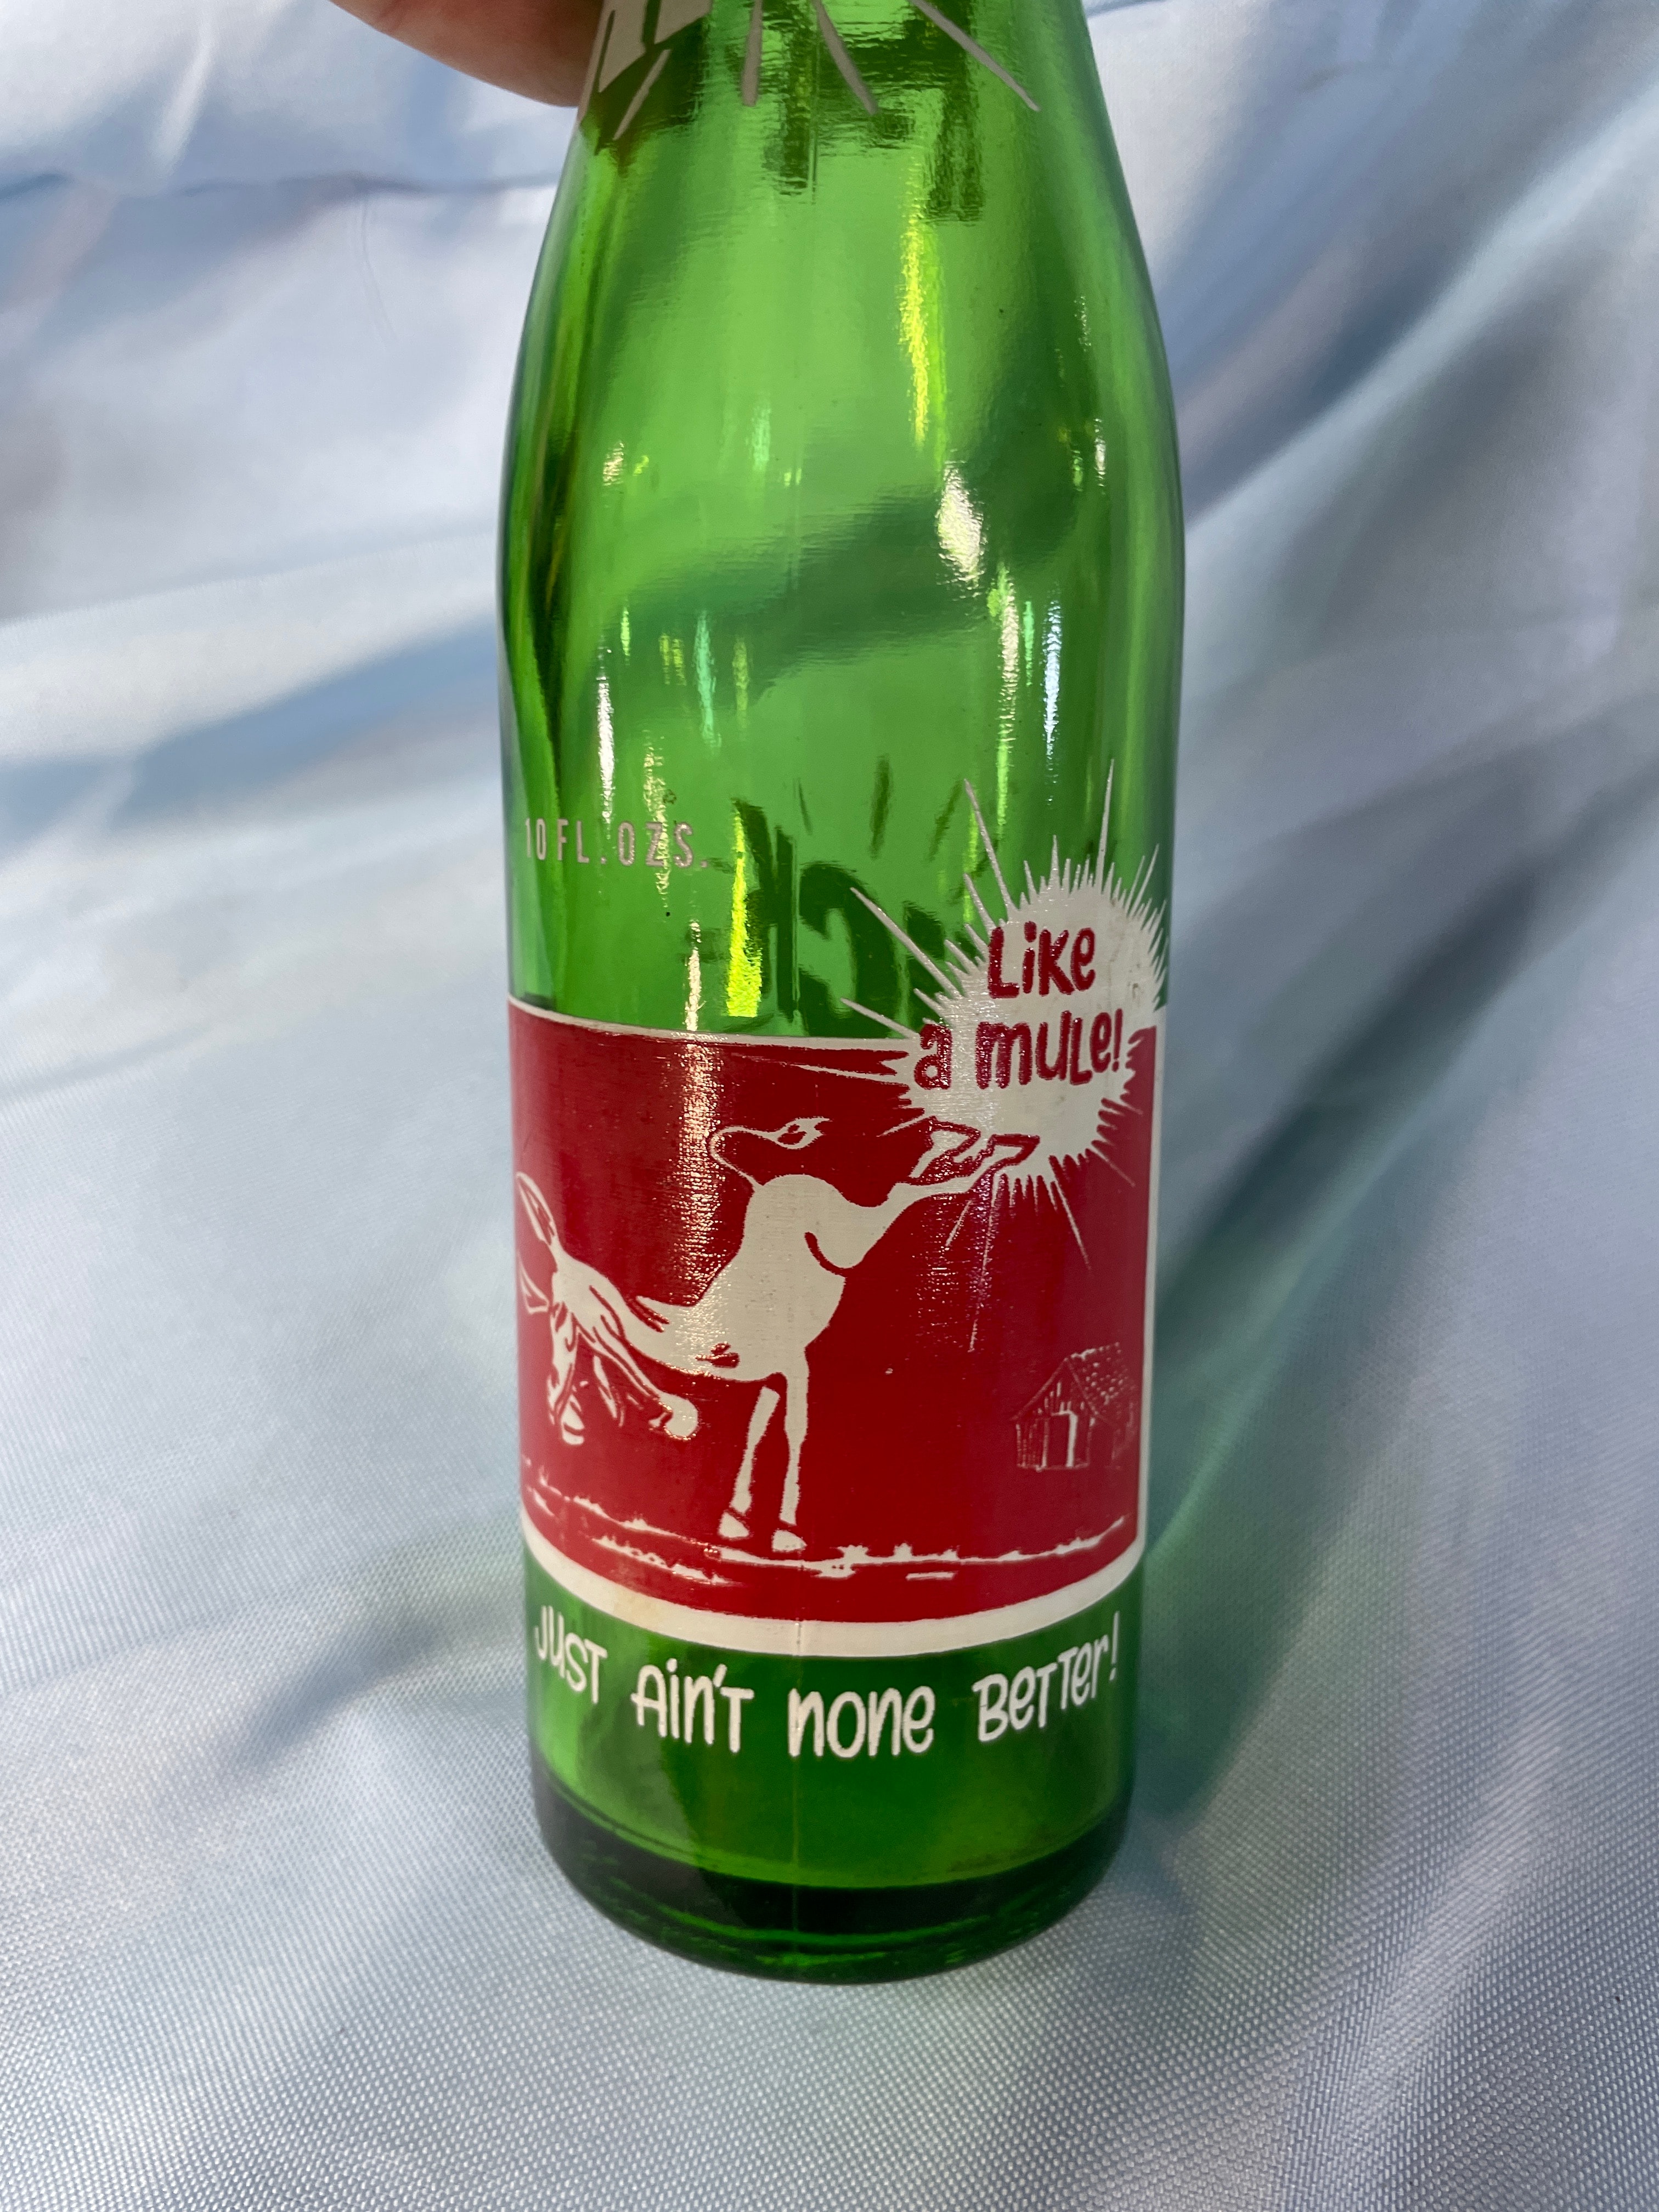 10 FL. OZS.
Like
a mule!
JUST Ain't none Better!